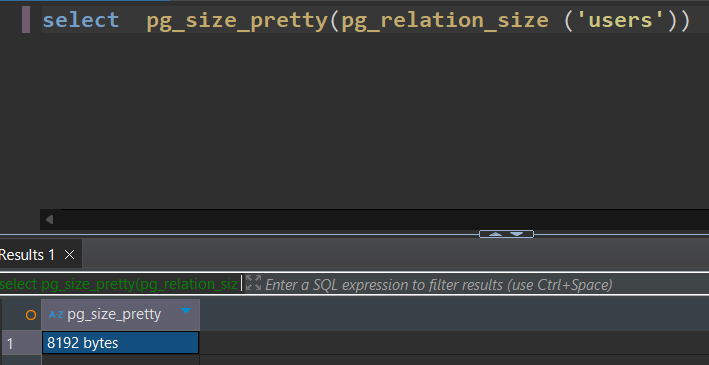 select pg_size_pretty(pg_relation_size ('users'))
Results 1 ×
select pg_size_pretty(pg_relation_siz Enter a SQL expression to filter results (use Ctrl+Space)
A-Z pg_size_pretty
1 8192 bytes